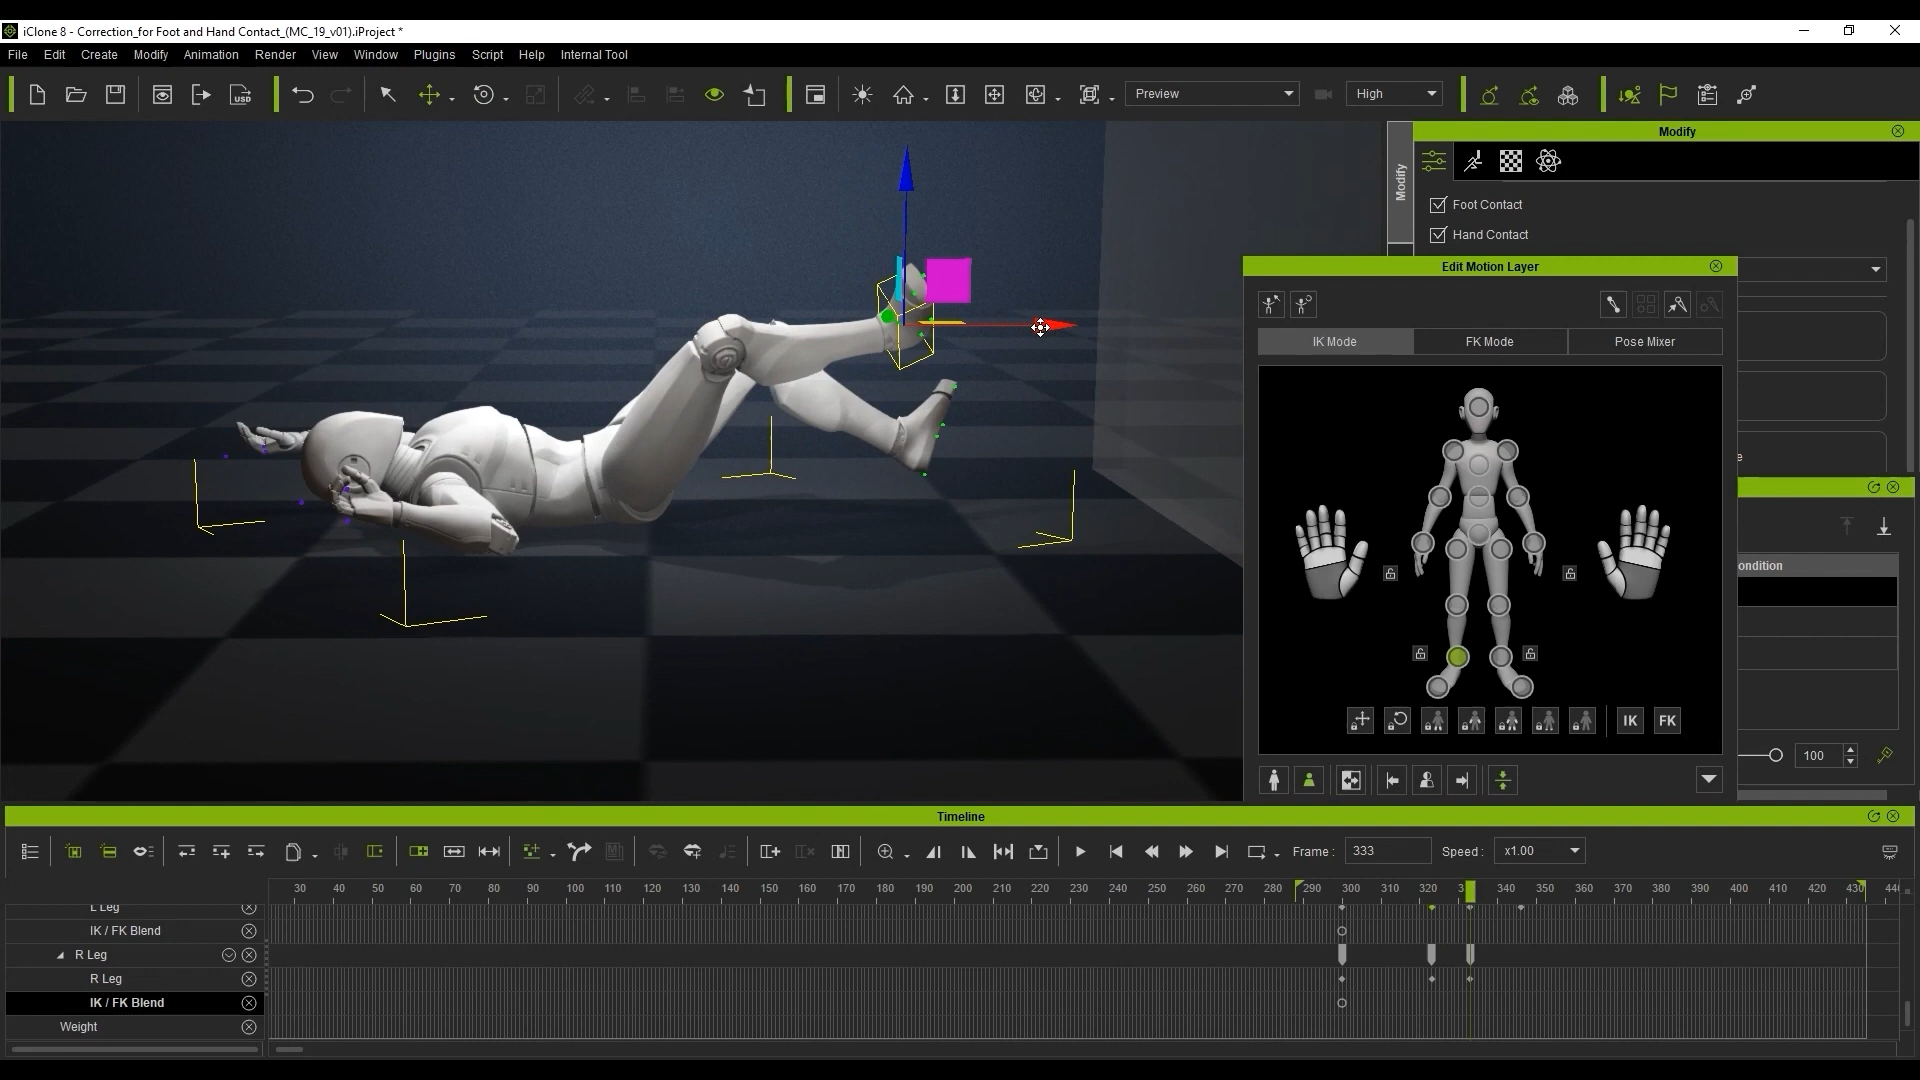 iClone 8 - Correction_for Foot and Hand Contact_(MC_19_v01).iProject *
File Edit Create Modify Animation Render View Window Plugins Script Help Internal Tool
USD Preview High
Modify
Modify
Foot Contact
Hand Contact
Edit Motion Layer
IK Mode FK Mode Pose Mixer
e
ondition
IK FK
100
Timeline
Frame : 333 Speed : x1.00
30 40 50 60 70 80 90 100 110 120 130 140 150 160 170 180 190 200 210 220 230 240 250 260 270 280 290 300 310 320 3 340 350 360 370 380 390 400 410 420 430 44
L Leg
IK / FK Blend
R Leg
R Leg
IK / FK Blend
Weight